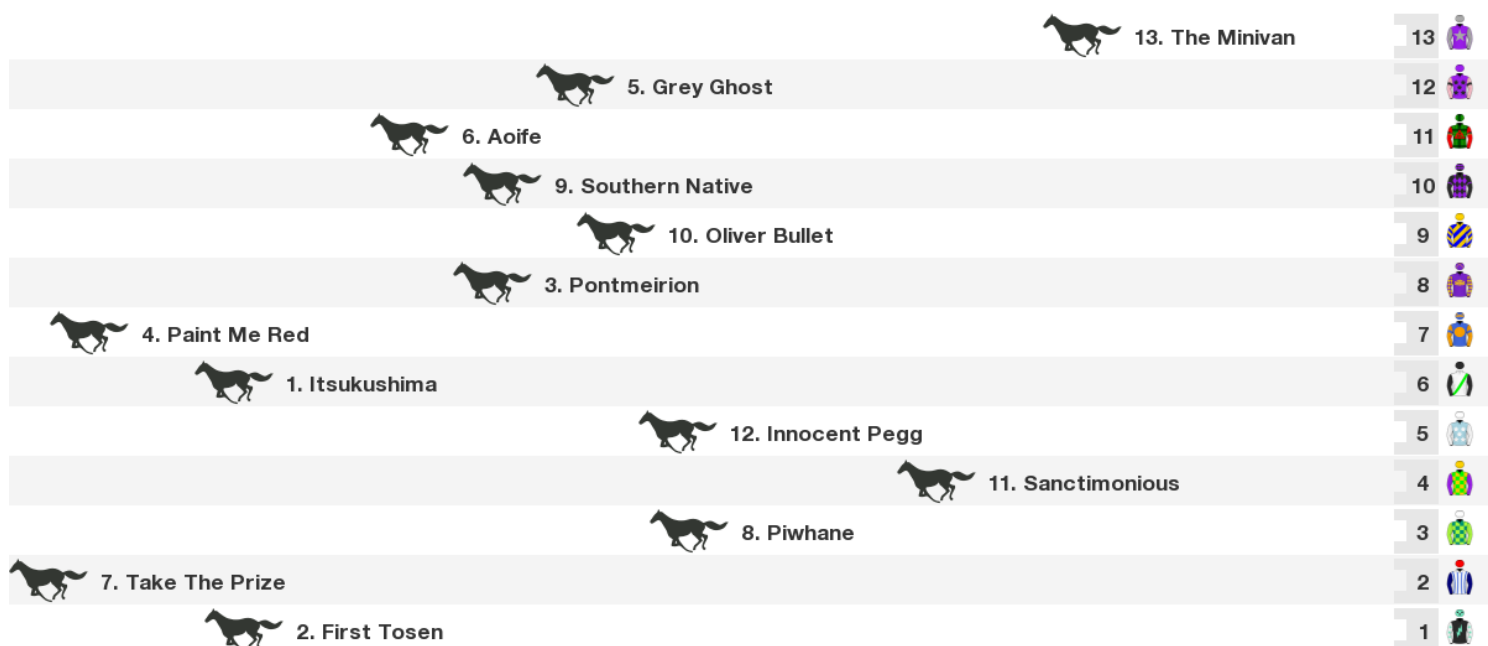 13. The Minivan 13
5. Grey Ghost 12
6. Aoife 11
9. Southern Native 10
10. Oliver Bullet 9
3. Pontmeirion 8
4. Paint Me Red 7
1. Itsukushima 6
12. Innocent Pegg 5
11. Sanctimonious 4
8. Piwhane 3
7. Take The Prize 2
2. First Tosen 1